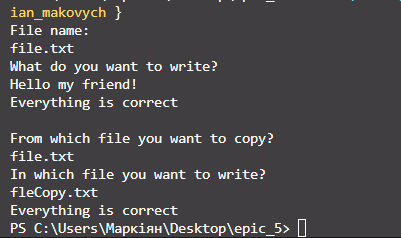 ian_makovych }
File name:
file.txt
What do you want to write?
Hello my friend!
Everything is correct
From which file you want to copy?
file.txt
In which file you want to write?
fleCopy.txt
Everything is correct
PS C:\Users\Маркіян\Desktop\epic_5>